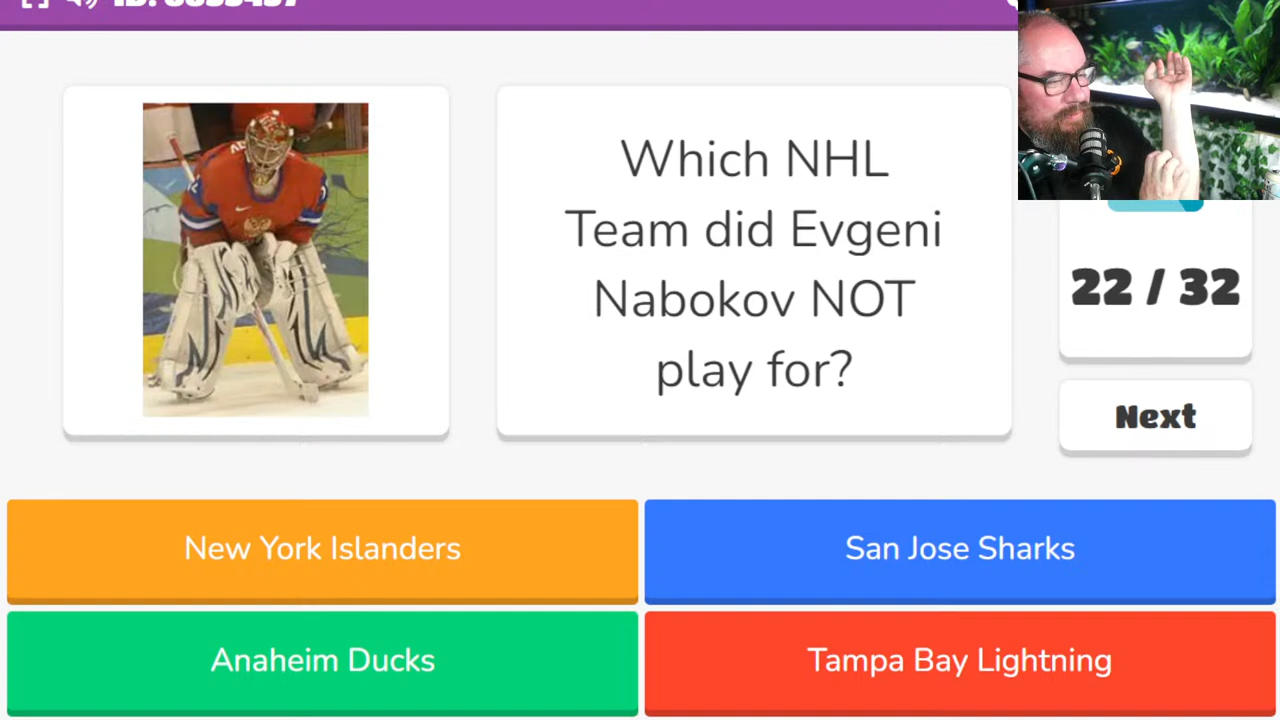 Which NHL
Team did Evgeni
Nabokov NOT
play for?
22 / 32
Next
New York Islanders
San Jose Sharks
Anaheim Ducks
Tampa Bay Lightning